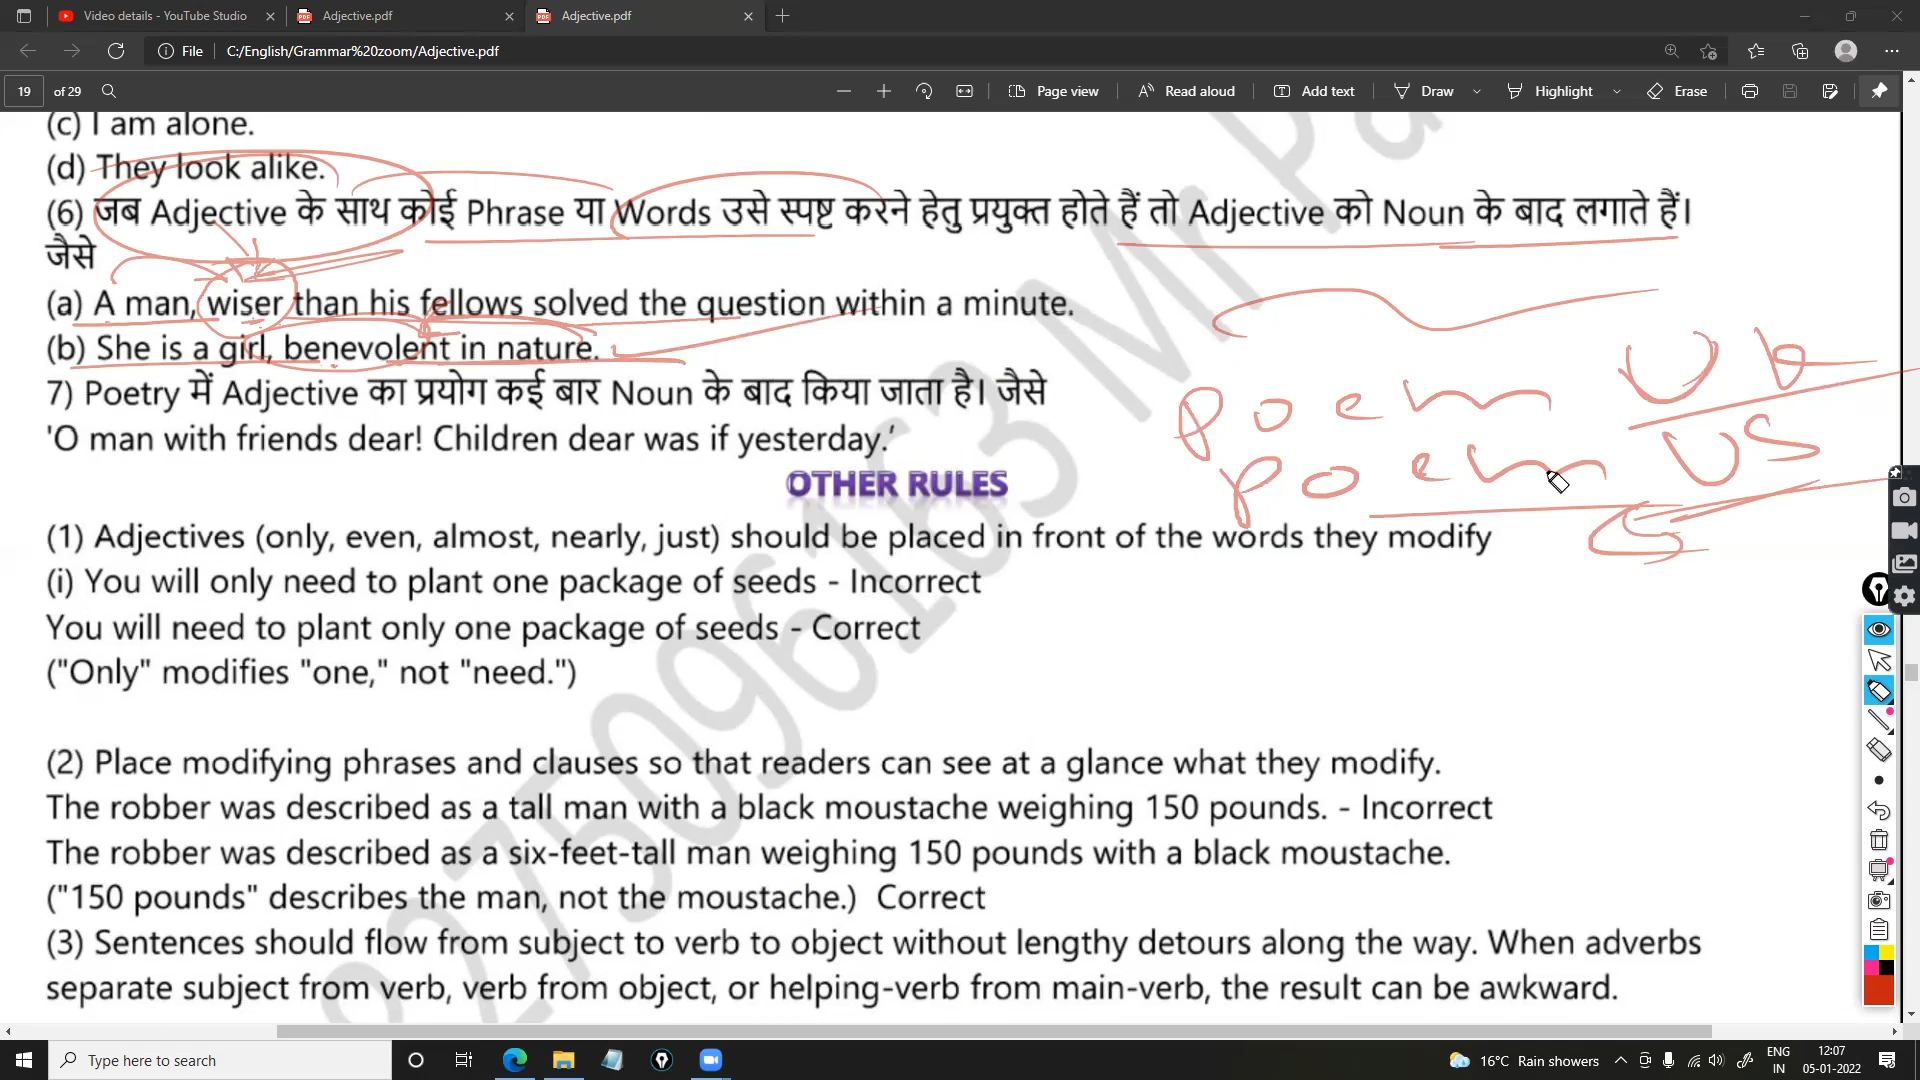 Video details - YouTube Studio
Adjective.pdf
Adjective.pdf
File
C:/English/Grammar%20zoom/Adjective.pdf
19
of 29
Page view
Read aloud
Add text
Draw
Highlight
Erase
(c) I am alone.
(d) They look alike.
(6) जब Adjective के साथ कोई Phrase या Words उसे स्पष्ट करने हेतु प्रयुक्त होते हैं तो Adjective को Noun के बाद लगाते हैं।
जैसे
(a) A man, wiser than his fellows solved the question within a minute.
(b) She is a girl, benevolent in nature.
7) Poetry में Adjective का प्रयोग कई बार Noun के बाद किया जाता है। जैसे
'O man with friends dear! Children dear was if yesterday.‘
poem
poem US
OTHER RULES
(1) Adjectives (only, even, almost, nearly, just) should be placed in front of the words they modify
(i) You will only need to plant one package of seeds - Incorrect
You will need to plant only one package of seeds - Correct
("Only" modifies "one," not "need.")
(2) Place modifying phrases and clauses so that readers can see at a glance what they modify.
The robber was described as a tall man with a black moustache weighing 150 pounds. - Incorrect
The robber was described as a six-feet-tall man weighing 150 pounds with a black moustache.
("150 pounds" describes the man, not the moustache.) Correct
(3) Sentences should flow from subject to verb to object without lengthy detours along the way. When adverbs
separate subject from verb, verb from object, or helping-verb from main-verb, the result can be awkward.
Type here to search
16°C Rain showers
ENG
IN
12:07
05-01-2022